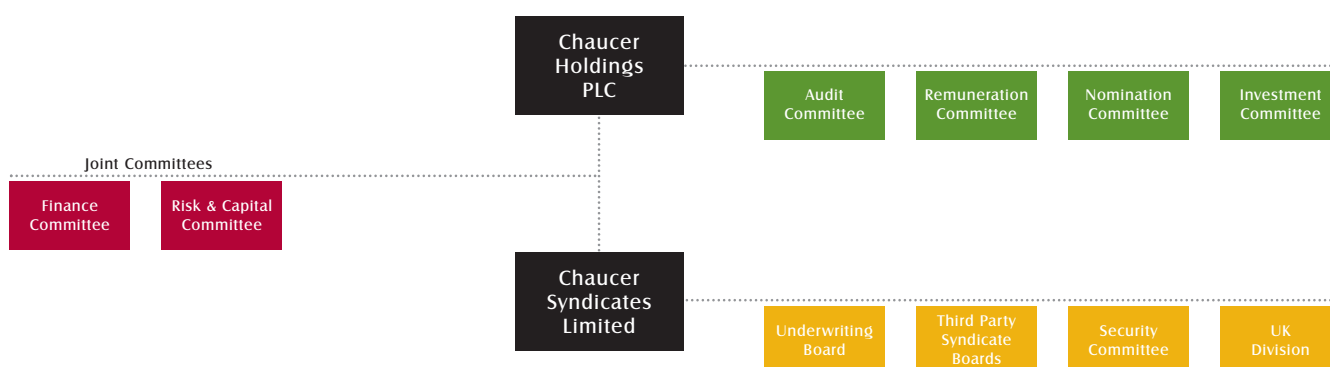 Chaucer
Holdings
PLC
Audit
Committee
Remuneration
Committee
Nomination
Committee
Investment
Committee
Joint Committees
Finance
Committee
Risk & Capital
Committee
Chaucer
Syndicates
Limited
Underwriting
Board
Third Party
Syndicate
Boards
Security
Committee
UK
Division